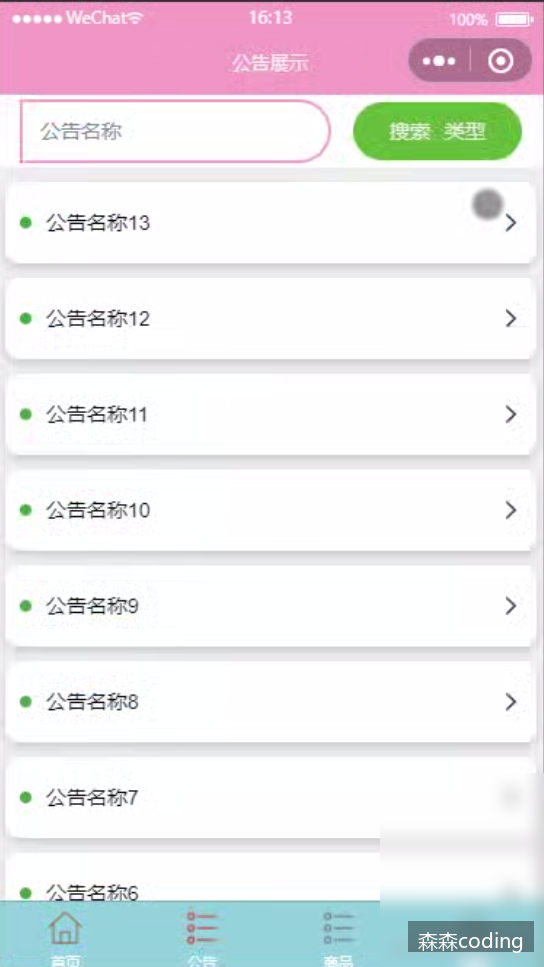 WeChat 16:13 100%
公告展示
公告名称 搜索 类型
公告名称13
公告名称12
公告名称11
公告名称10
公告名称9
公告名称8
公告名称7
公告名称6
首页 公告 商品
森森coding